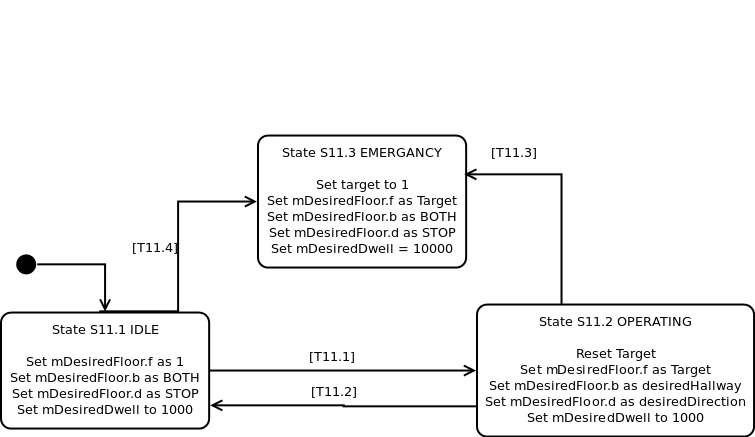 State S11.3 EMERGANCY
Set target to 1
Set mDesiredFloor.f as Target
Set mDesiredFloor.b as BOTH
Set mDesiredFloor.d as STOP
Set mDesiredDwell = 10000
[T11.3]
[T11.4]
State S11.1 IDLE
Set mDesiredFloor.f as 1
Set mDesiredFloor.b as BOTH
Set mDesiredFloor.d as STOP
Set mDesiredDwell to 1000
[T11.1]
[T11.2]
State S11.2 OPERATING
Reset Target
Set mDesiredFloor.f as Target
Set mDesiredFloor.b as desiredHallway
Set mDesiredFloor.d as desiredDirection
Set mDesiredDwell to 1000